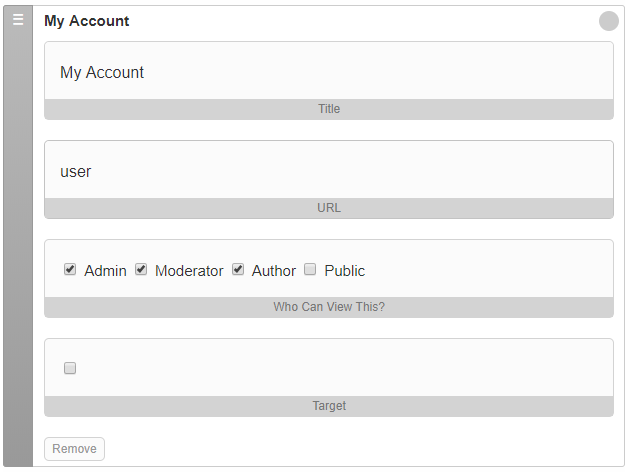 My Account
My Account
Title
user
URL
Admin Moderator Author Public
Who Can View This?
Target
Remove